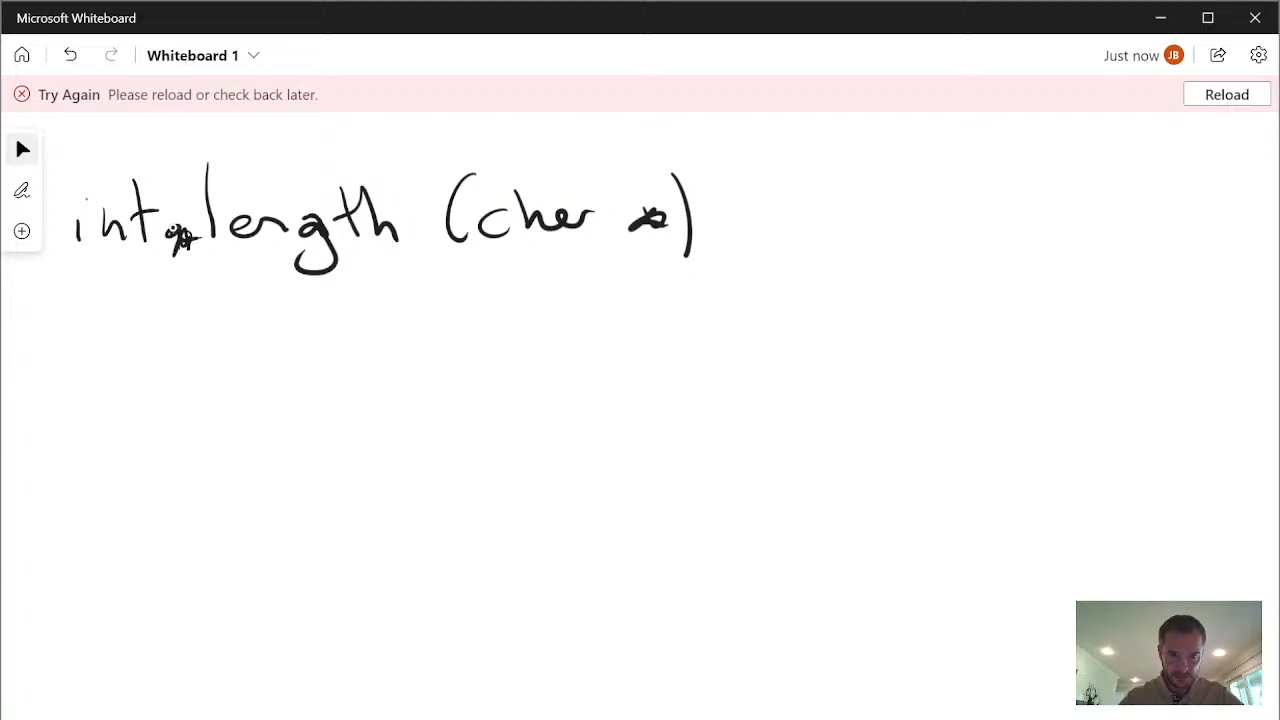 Microsoft Whiteboard
Whiteboard 1
Just now JB
Try Again Please reload or check back later.
Reload
int length (char *)